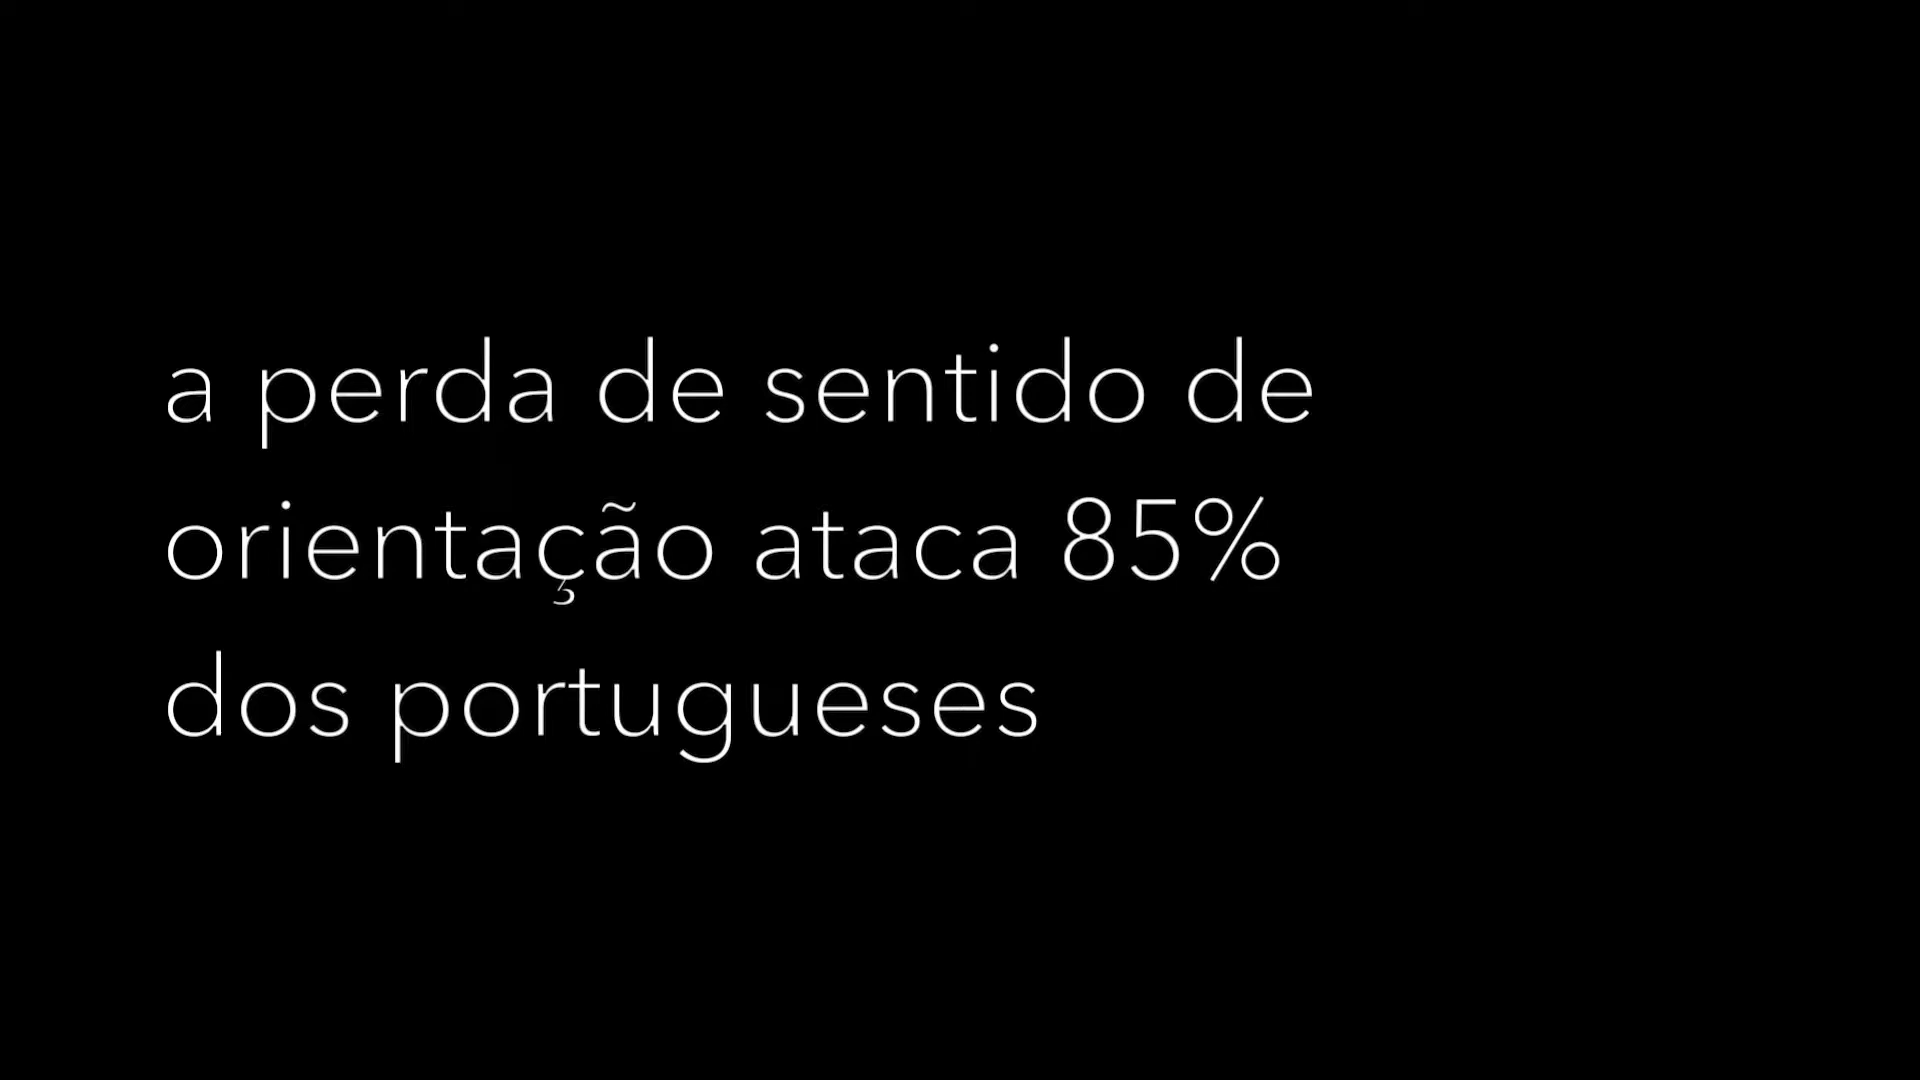 a perda de sentido de
orientação ataca 85%
dos portugueses